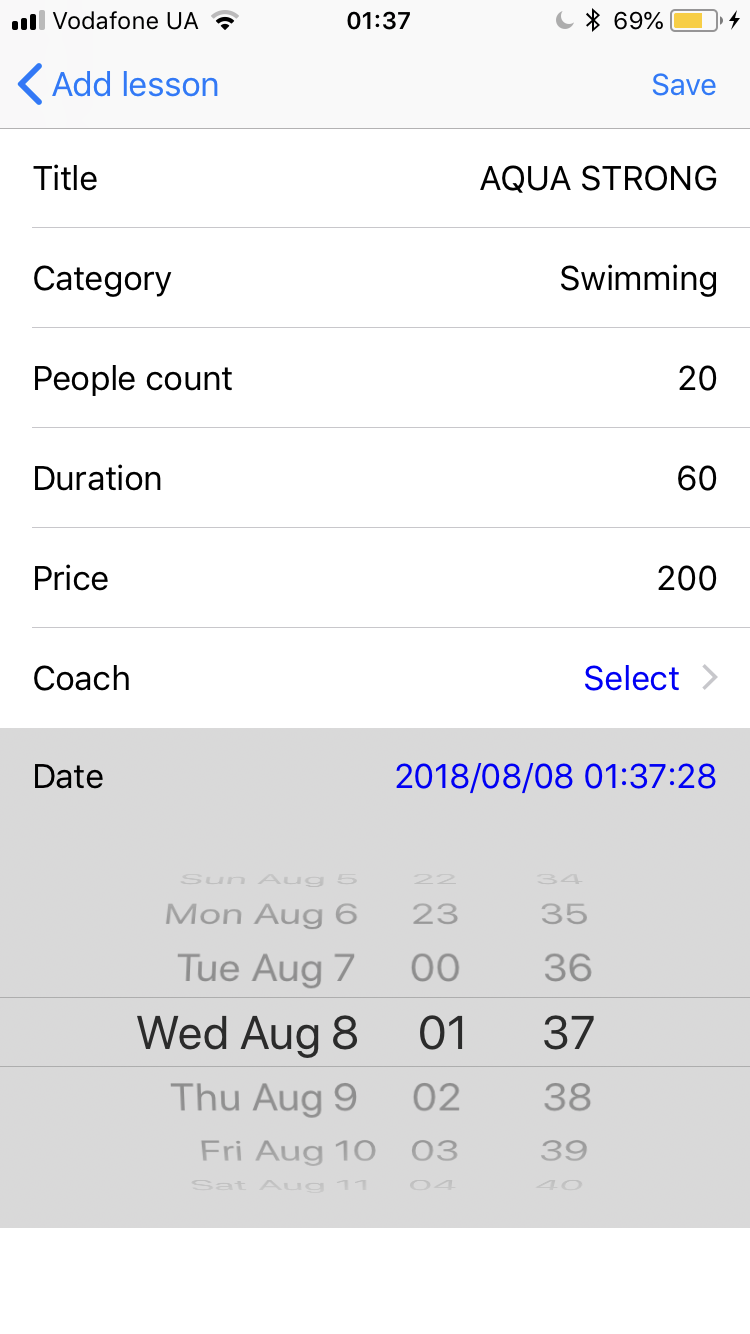 Vodafone UA 01:37 69%
Add lesson Save
Title AQUA STRONG
Category Swimming
People count 20
Duration 60
Price 200
Coach Select
Date 2018/08/08 01:37:28
Sun Aug 5 22 34
Mon Aug 6 23 35
Tue Aug 7 00 36
Wed Aug 8 01 37
Thu Aug 9 02 38
Fri Aug 10 03 39
Sat Aug 11 04 40